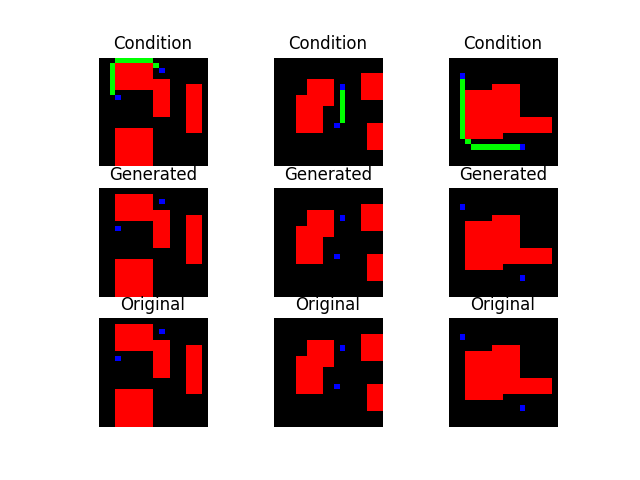 Condition Condition Condition
Generated Generated Generated
Original Original Original